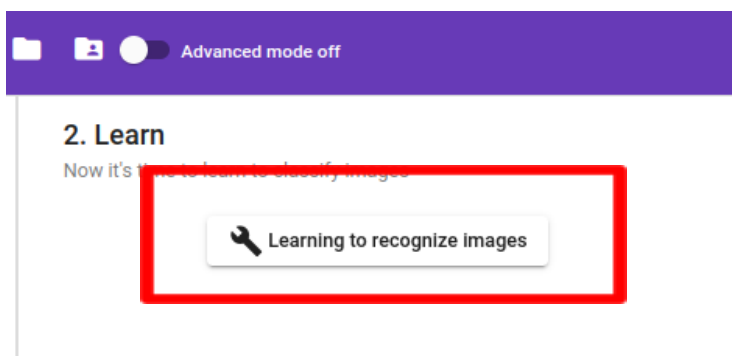 Advanced mode off
2. Learn
Now it's time to learn to classify images
Learning to recognize images